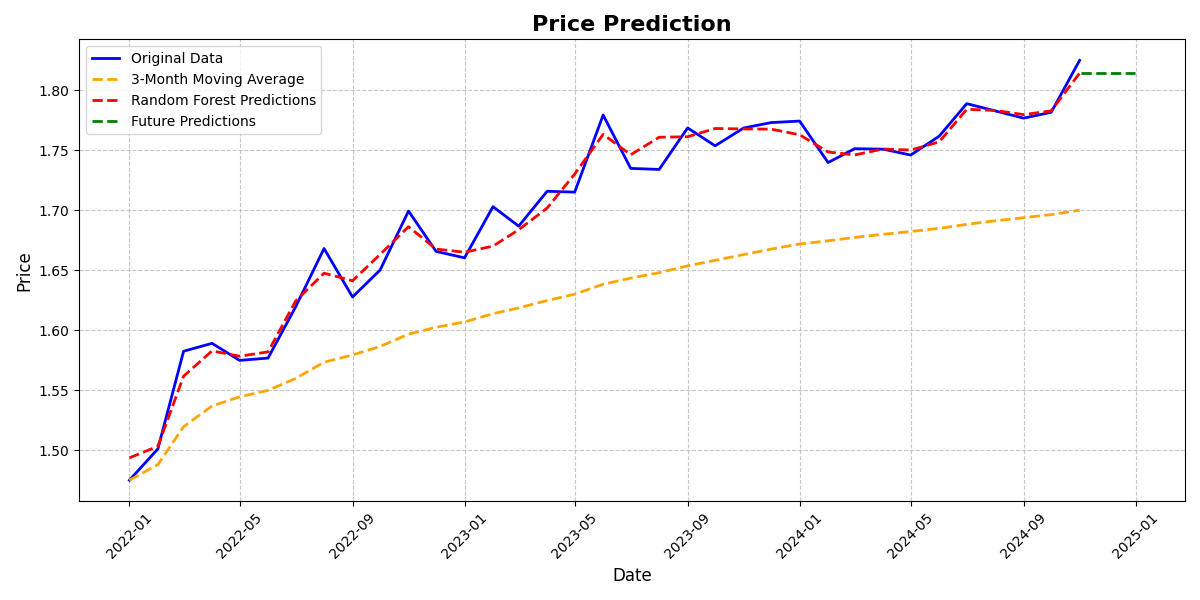 Price Prediction
Original Data
3-Month Moving Average
Random Forest Predictions
Future Predictions
Price
1.80
1.75
1.70
1.65
1.60
1.55
1.50
2022-01
2022-05
2022-09
2023-01
2023-05
2023-09
2024-01
2024-05
2024-09
2025-01
Date